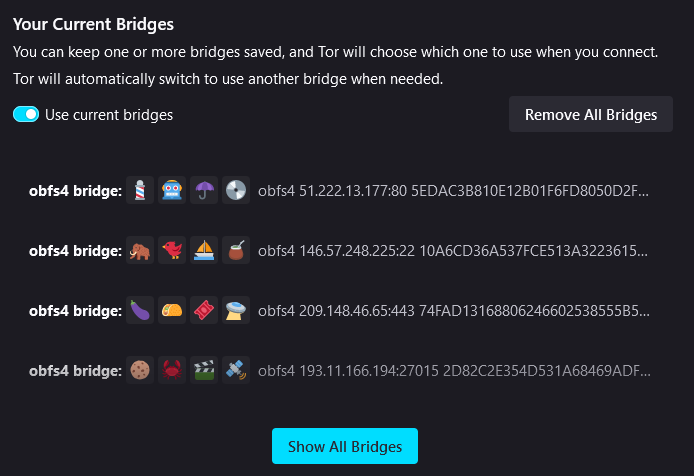 Your Current Bridges
You can keep one or more bridges saved, and Tor will choose which one to use when you connect.
Tor will automatically switch to use another bridge when needed.
Use current bridges
Remove All Bridges
obfs4 bridge: obfs4 51.222.13.177:80 5EDAC3B810E12B01F6FD8050D2F...
obfs4 bridge: obfs4 146.57.248.225:22 10A6CD36A537FCE513A3223615...
obfs4 bridge: obfs4 209.148.46.65:443 74FAD13168806246602538555B5...
obfs4 bridge: obfs4 193.11.166.194:27015 2D82C2E354D531A68469ADF...
Show All Bridges